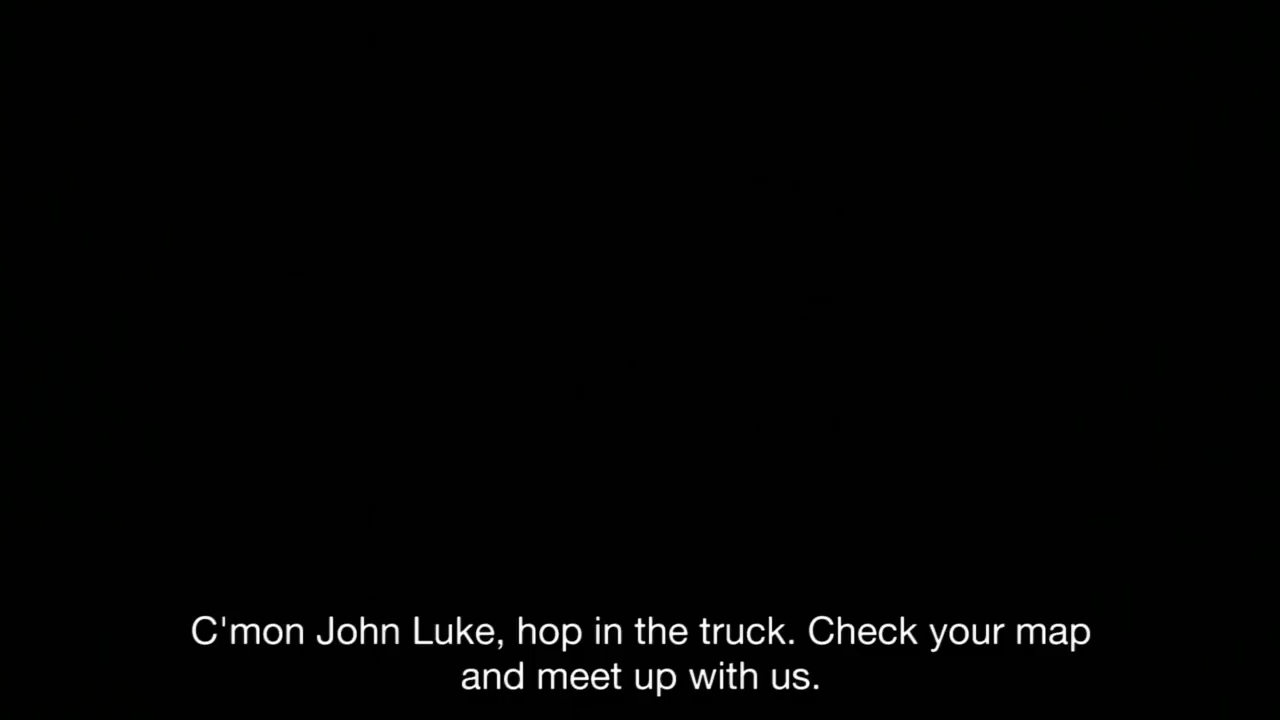 C'mon John Luke, hop in the truck. Check your map
and meet up with us.